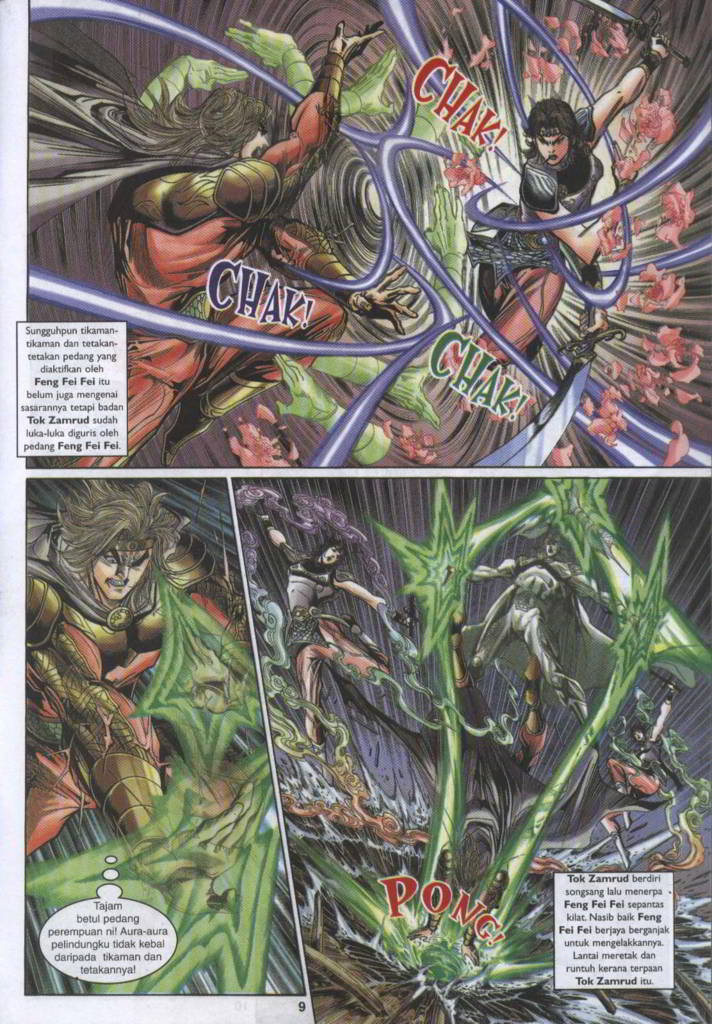 CHAK!
CHAK!
CHAK!
Sungguhpun tikaman-
tikaman dan tetakan-
tetakan pedang yang
diaktifkan oleh
Feng Fei Fei itu
belum juga mengenai
sasarannya tetapi badan
Tok Zamrud sudah
luka-luka diguris oleh
pedang Feng Fei Fei.
Tajam
betul pedang
perempuan ni! Aura-aura
pelindungku tidak kebal
daripada tikaman dan
tetakannya!
PONG!
Tok Zamrud berdiri
songsang lalu menerpa
Feng Fei Fei sepantas
kilat. Nasib baik Feng
Fei Fei berjaya berganjak
untuk mengelakkannya.
Lantai meretak dan
runtuh kerana terpaan
Tok Zamrud itu.
9